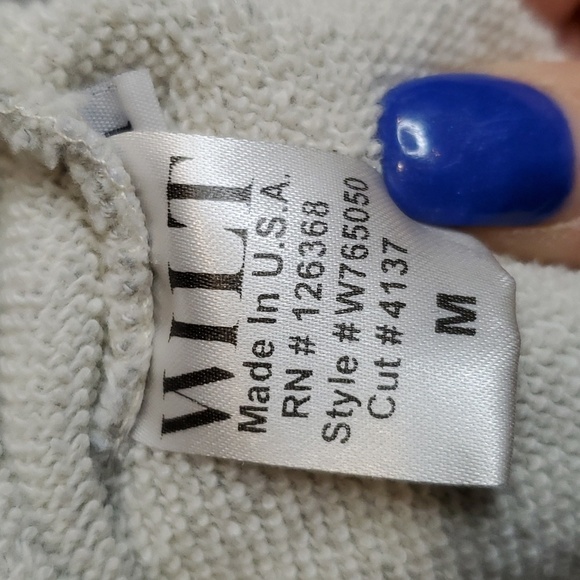 WILT
Made In U.S.A.
RN # 126368
Style #W765050
Cut #4137
M